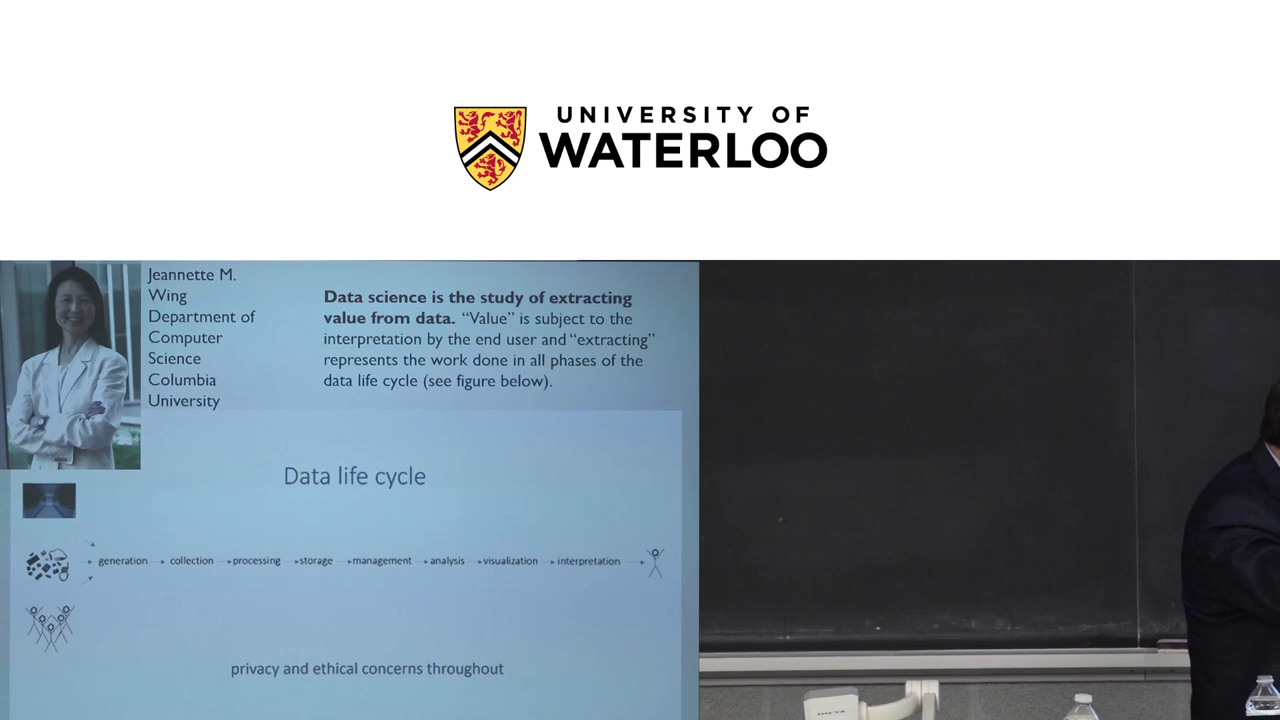 UNIVERSITY OF
WATERLOO
Jeannette M.
Wing
Department of
Computer
Science
Columbia
University
Data science is the study of extracting
value from data. “Value” is subject to the
interpretation by the end user and “extracting”
represents the work done in all phases of the
data life cycle (see figure below).
Data life cycle
generation collection processing storage management analysis visualization interpretation
privacy and ethical concerns throughout